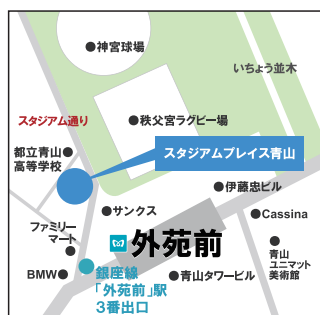 神宮球場
いちょう並木
スタジアム通り
秩父宮ラグビー場
都立青山
高等学校
スタジアムプレイス青山
伊藤忠ビル
サンクス
Cassina
ファミリー
マート
外苑前
青山
ユニマット
美術館
BMW
銀座線
「外苑前」駅
3番出口
青山タワービル